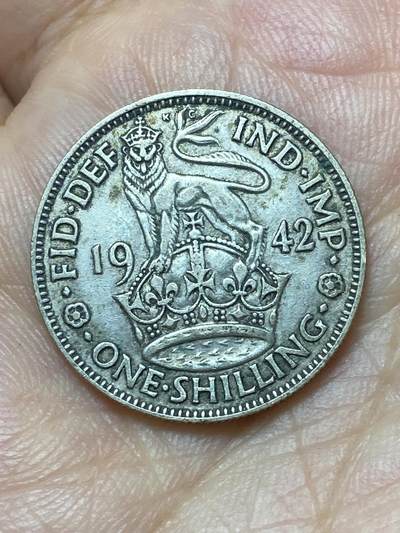 ·FID·DEF
IND·IMP·
K G
19 42
·ONE·SHILLING·